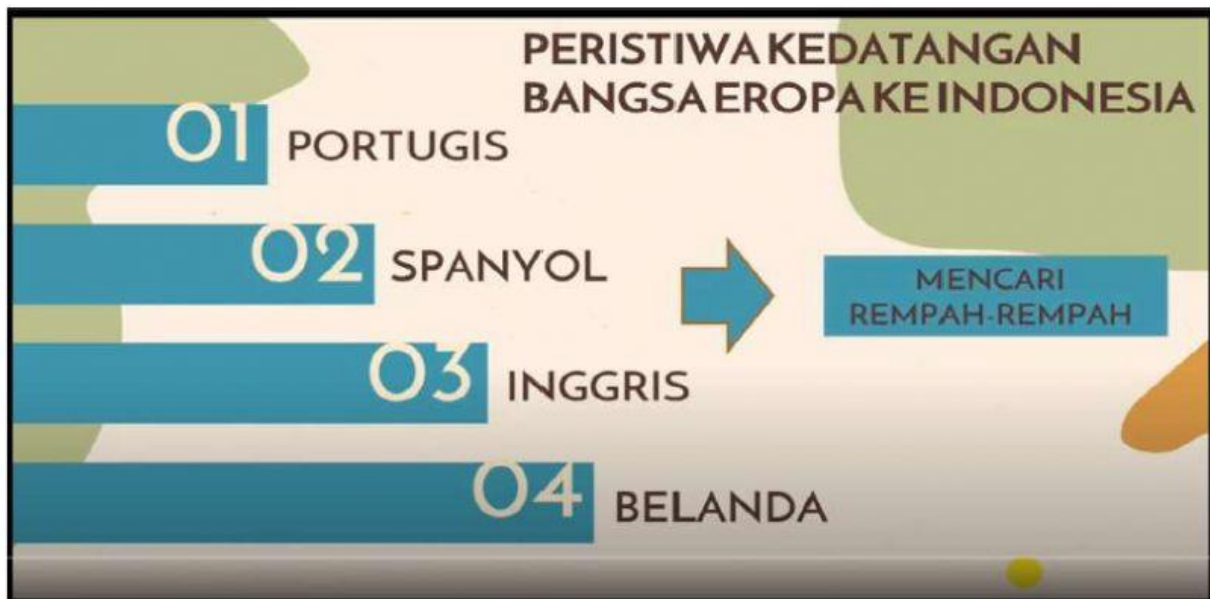 PERISTIWA KEDATANGAN
BANGSA EROPA KE INDONESIA
01 PORTUGIS
02 SPANYOL
03 INGGRIS
04 BELANDA
MENCARI
REMPAH-REMPAH